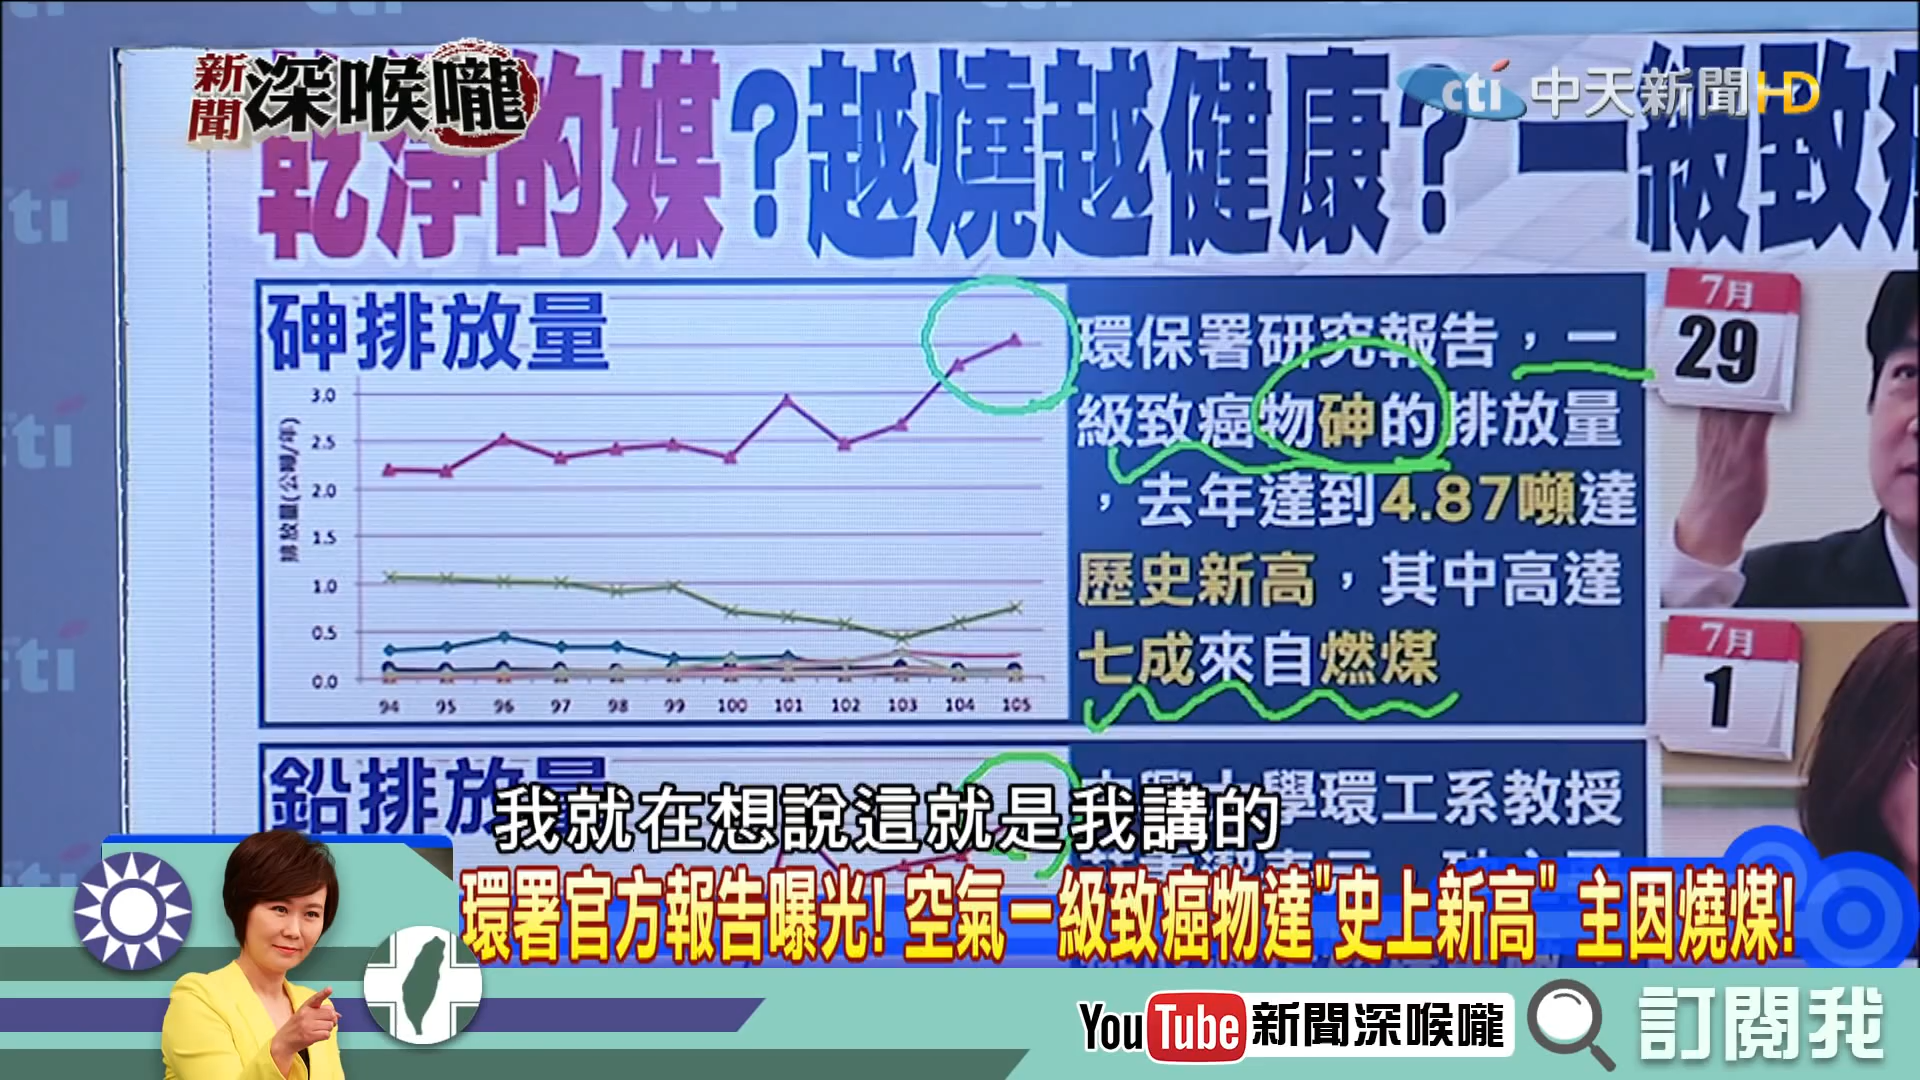 新聞
深喉嚨
cti 中天新聞HD
乾淨的媒?越燒越健康?一級致癌
砷排放量
排放量(公噸/年)
3.0
2.5
2.0
1.5
1.0
0.5
0.0
94 95 96 97 98 99 100 101 102 103 104 105
環保署研究報告，一
級致癌物砷的排放量
，去年達到4.87噸達
歷史新高，其中高達
七成來自燃煤
7月
29
7月
1
鉛排放量
學環工系教授
我就在想說這就是我講的
環署官方報告曝光! 空氣一級致癌物達"史上新高" 主因燒煤!
YouTube 新聞深喉嚨
訂閱我